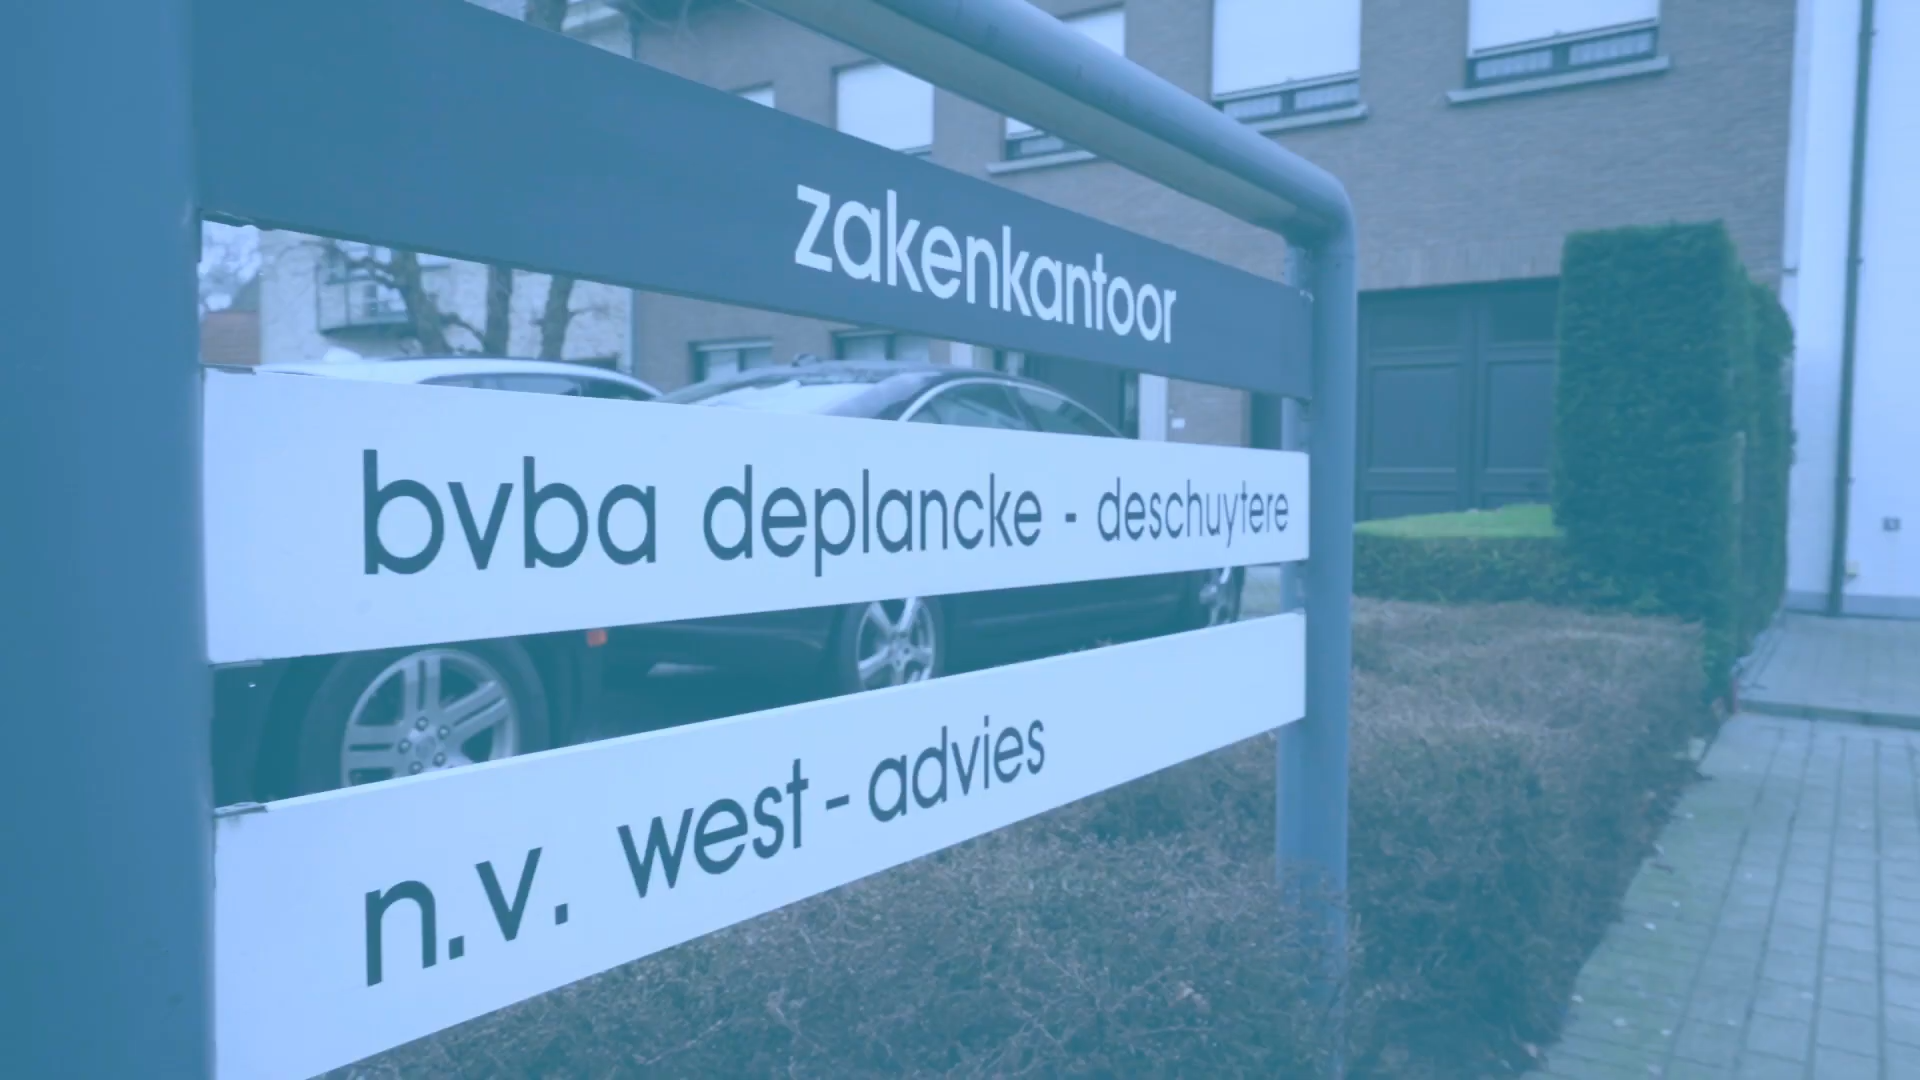 zakenkantoor
bvba deplancke - deschuytere
n.v. west - advies